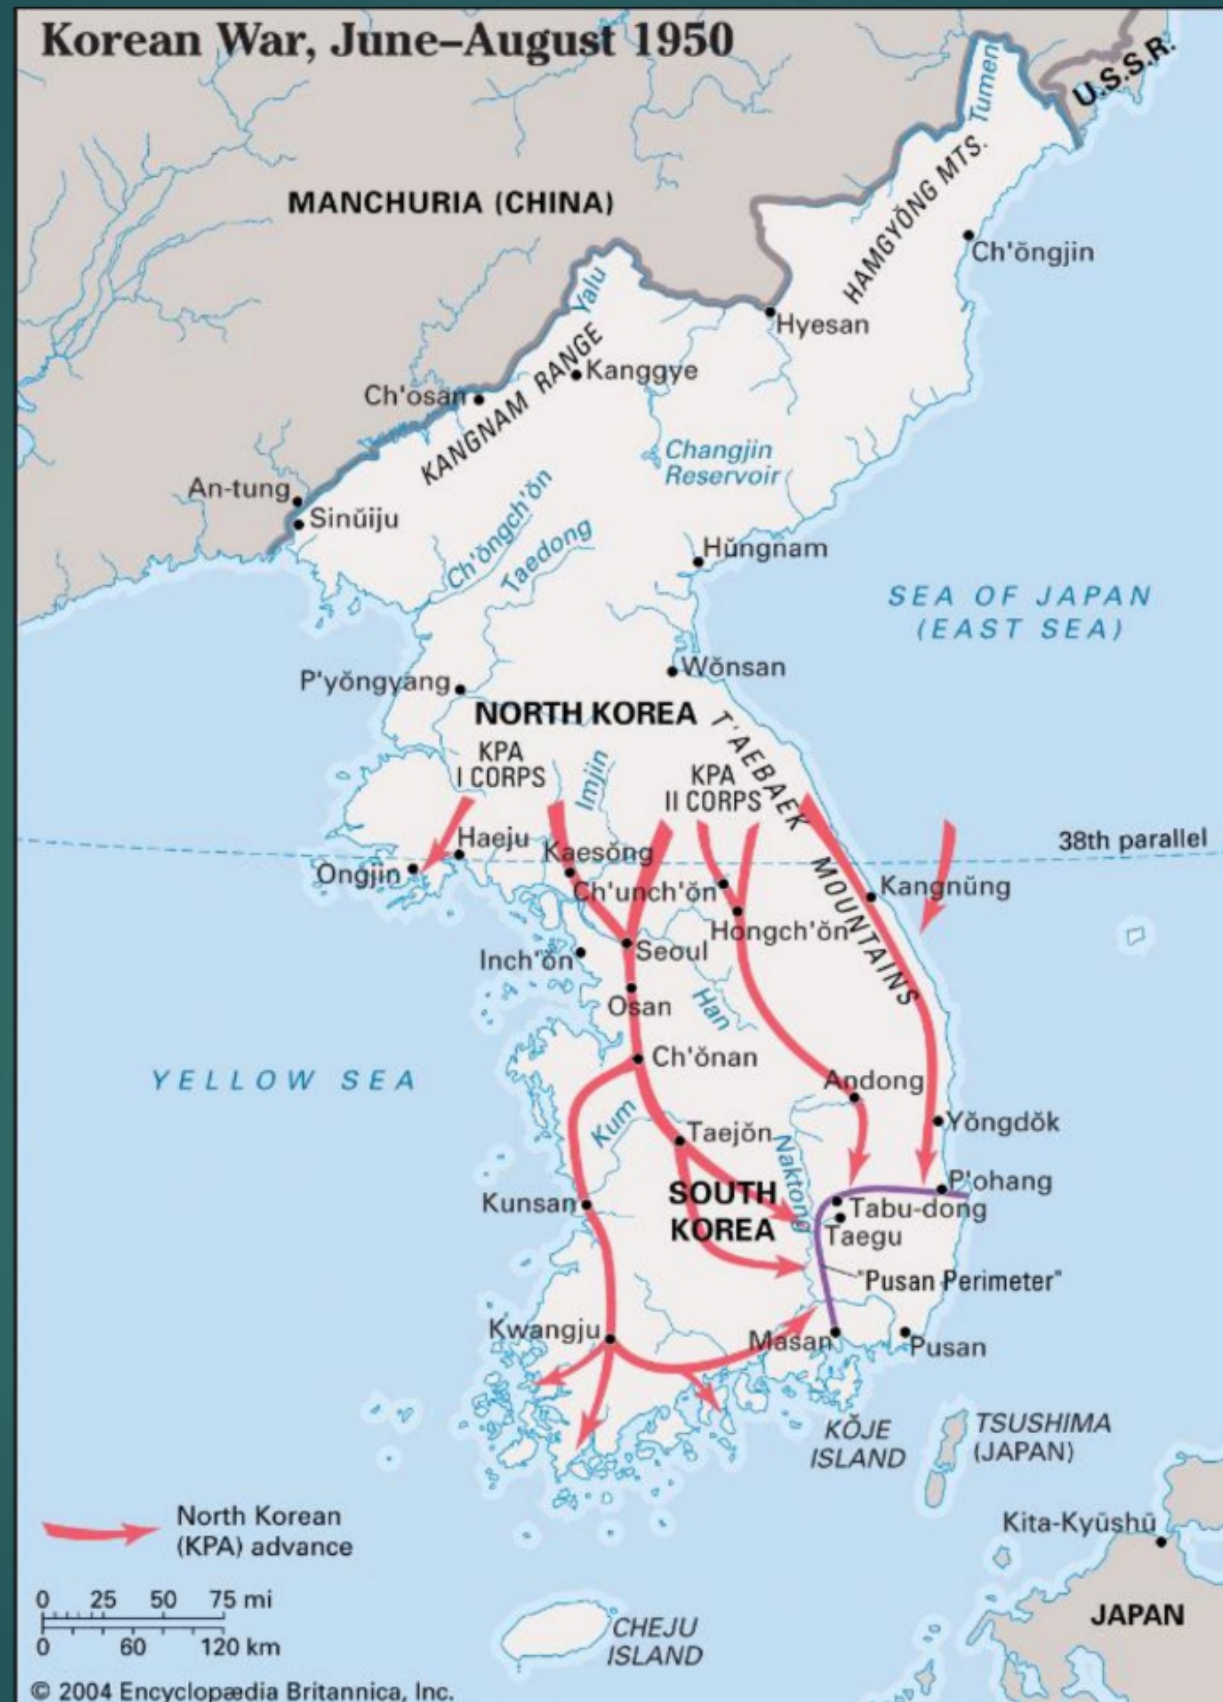 Korean War, June–August 1950
U.S.S.R.
Tumen
MANCHURIA (CHINA)
HAMGYŎNG MTS.
Ch'ŏngjin
Yalu
Hyesan
Kanggye
Ch'osan
KANGNAM RANGE
Changjin
Reservoir
An-tung
Sinŭiju
Ch'ŏngch'ŏn
Taedong
Hŭngnam
SEA OF JAPAN
(EAST SEA)
Wŏnsan
P'yŏngyang
NORTH KOREA
T'AEBAEK MOUNTAINS
KPA
I CORPS
Imjin
KPA
II CORPS
38th parallel
Haeju
Kaesŏng
Ongjin
Ch'unch'ŏn
Kangnŭng
Hongch'ŏn
Seoul
Inch'ŏn
Osan
Han
Ch'ŏnan
YELLOW SEA
Andong
Kum
Yŏngdŏk
Taejŏn
Naktong
P'ohang
SOUTH
KOREA
Kunsan
Tabu-dong
Taegu
"Pusan Perimeter"
Kwangju
Masan
Pusan
KŎJE
ISLAND
TSUSHIMA
(JAPAN)
North Korean
(KPA) advance
Kita-Kyūshū
0 25 50 75 mi
0 60 120 km
CHEJU
ISLAND
JAPAN
© 2004 Encyclopædia Britannica, Inc.